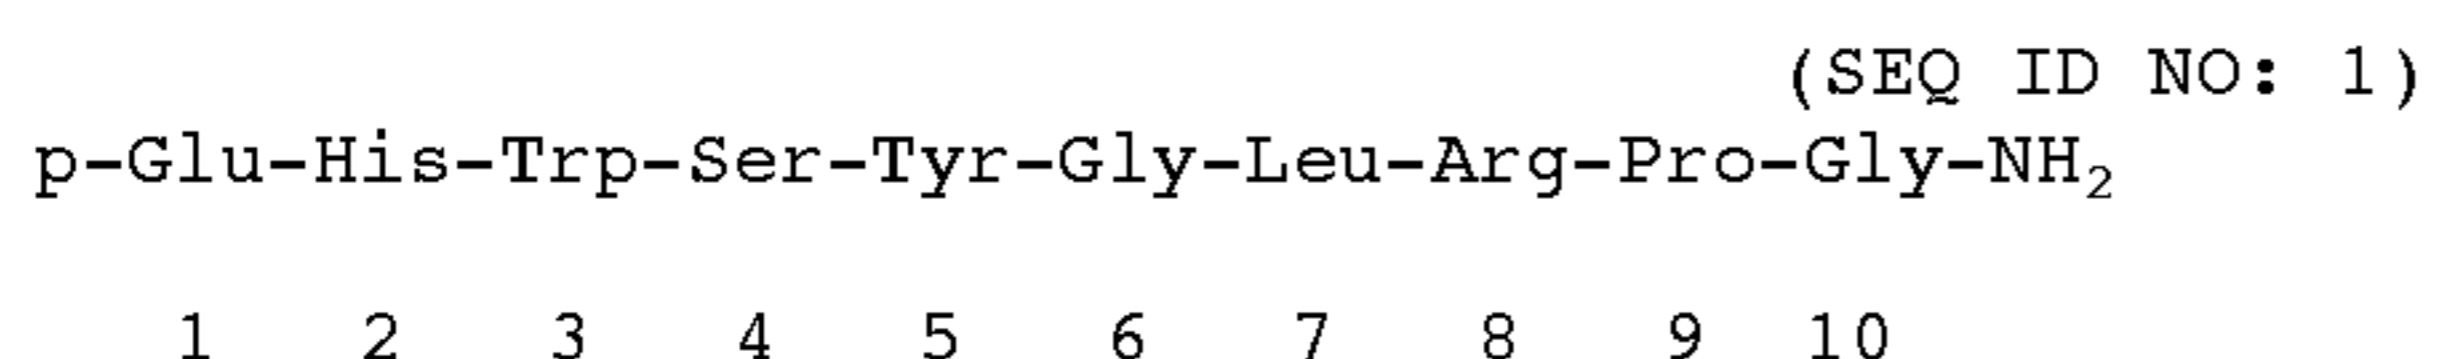 (SEQ ID NO: 1)
p-Glu-His-Trp-Ser-Tyr-Gly-Leu-Arg-Pro-Gly-NH₂
1 2 3 4 5 6 7 8 9 10